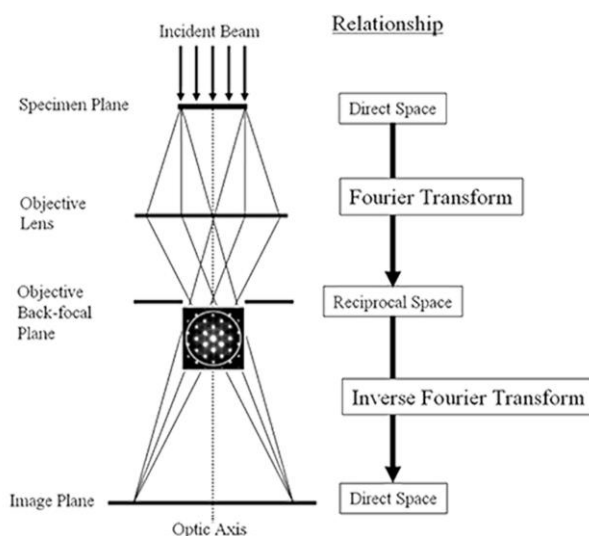 Incident Beam
Relationship
Specimen Plane
Direct Space
Fourier Transform
Objective
Lens
Objective
Back-focal
Plane
Reciprocal Space
Inverse Fourier Transform
Image Plane
Direct Space
Optic Axis